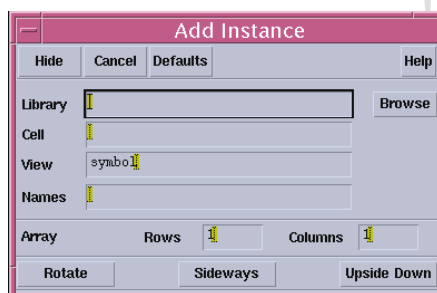 Add Instance
Hide Cancel Defaults Help
Library Browse
Cell
View symbol
Names
Array Rows 1 Columns 1
Rotate Sideways Upside Down